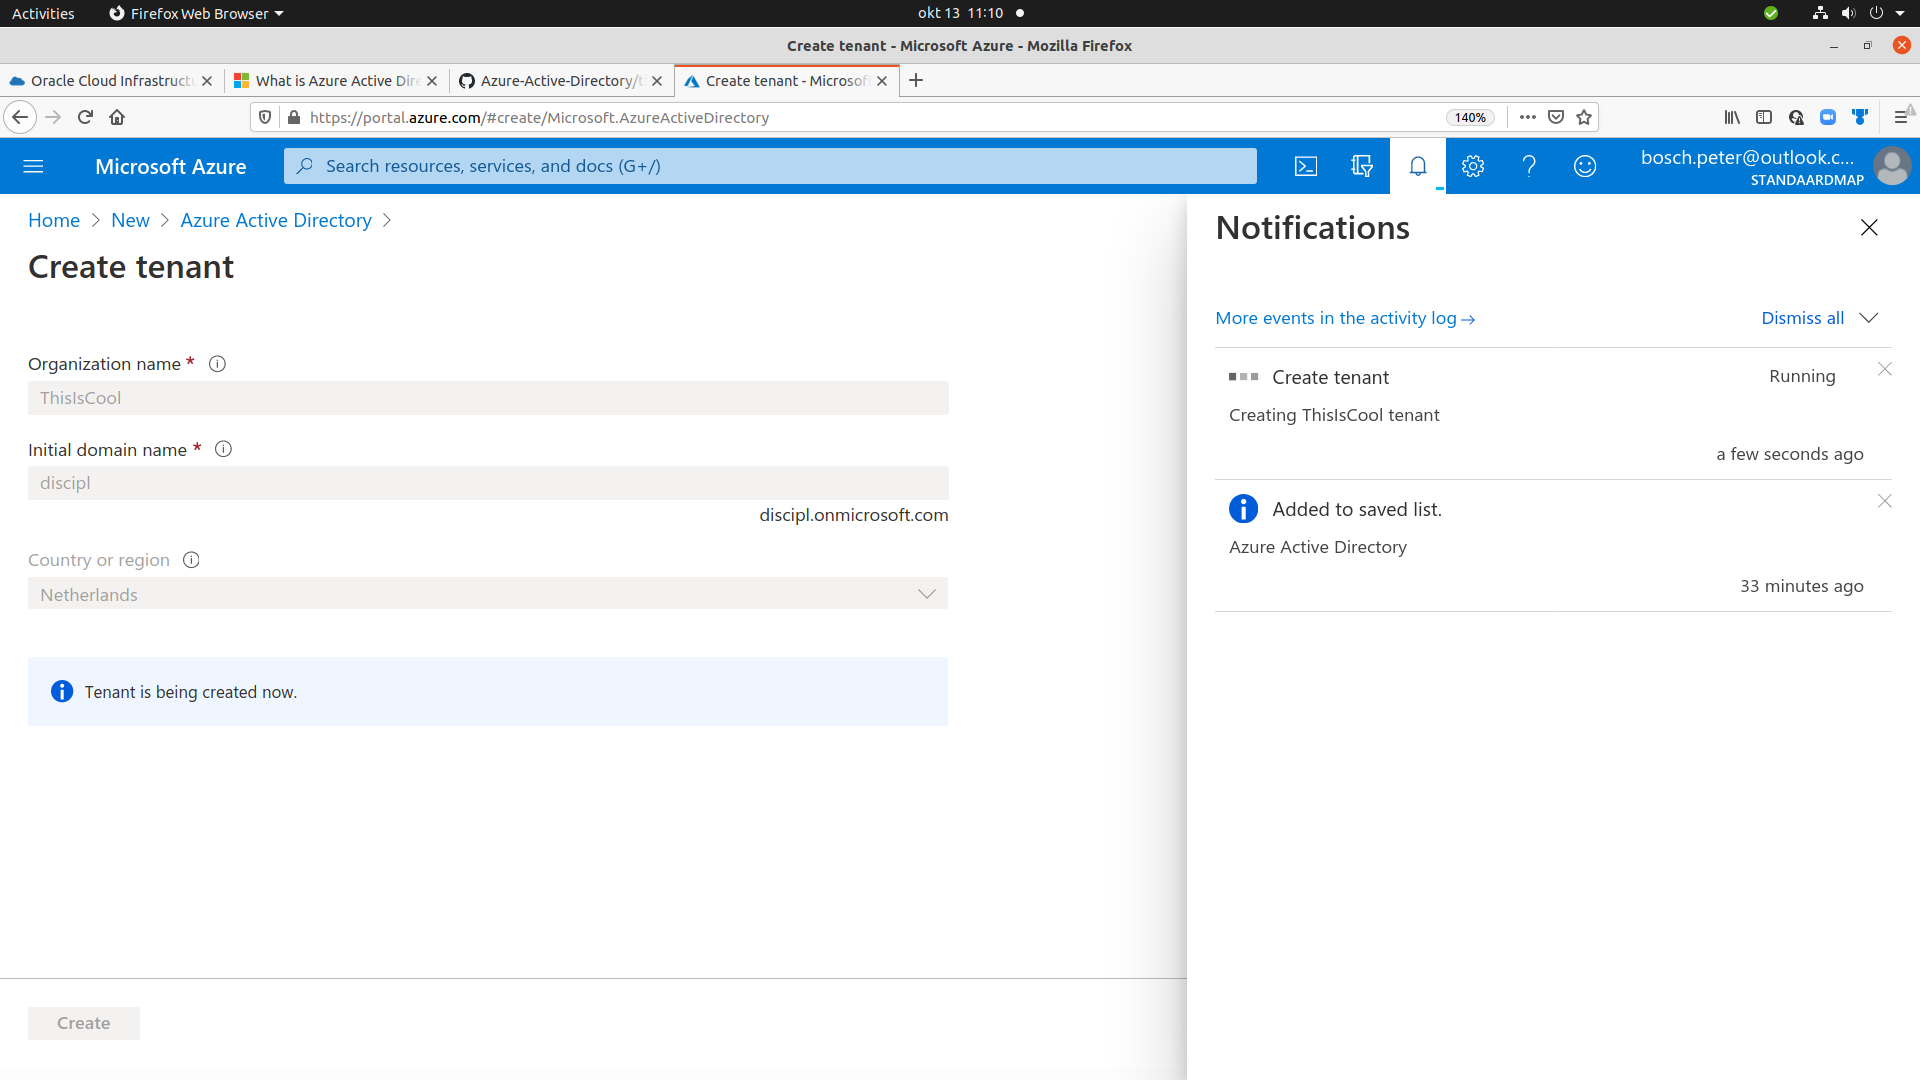 Activities
Firefox Web Browser
okt 13 11:10
Create tenant - Microsoft Azure - Mozilla Firefox
Oracle Cloud Infrastruct
What is Azure Active Dire
Azure-Active-Directory/t
Create tenant - Microsof
https://portal.azure.com/#create/Microsoft.AzureActiveDirectory
140%
Microsoft Azure
Search resources, services, and docs (G+/)
bosch.peter@outlook.c...
STANDAARDMAP
Home
New
Azure Active Directory
Create tenant
Organization name *
ThisIsCool
Initial domain name *
discipl
discipl.onmicrosoft.com
Country or region
Netherlands
Tenant is being created now.
Create
Notifications
More events in the activity log→
Dismiss all
Create tenant
Running
Creating ThisIsCool tenant
a few seconds ago
Added to saved list.
Azure Active Directory
33 minutes ago